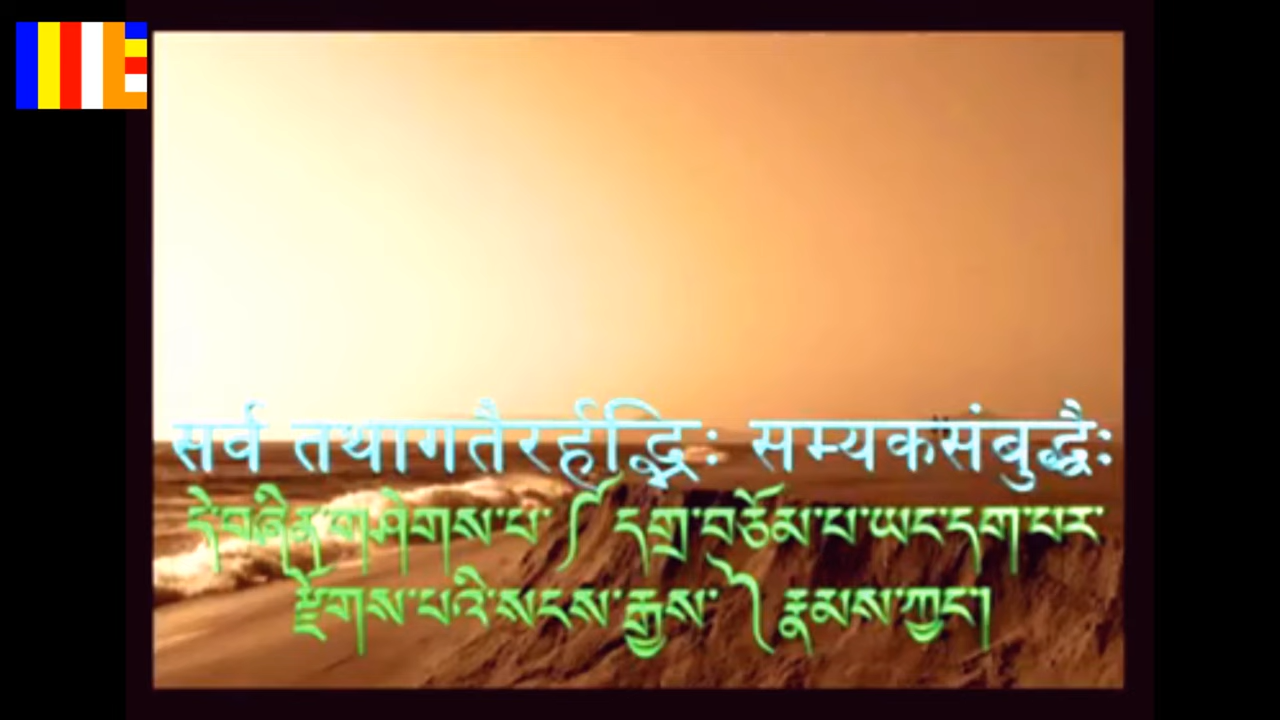 सर्व तथागतैरर्हद्भिः सम्यकसंबुद्धैः
དེ་བཞིན་གཤེགས་པ་ ༼ དགྲ་བཅོམ་པ་ཡང་དག་པར་
རྫོགས་པའི་སངས་རྒྱས་ ༽ རྣམས་ཀྱང་།